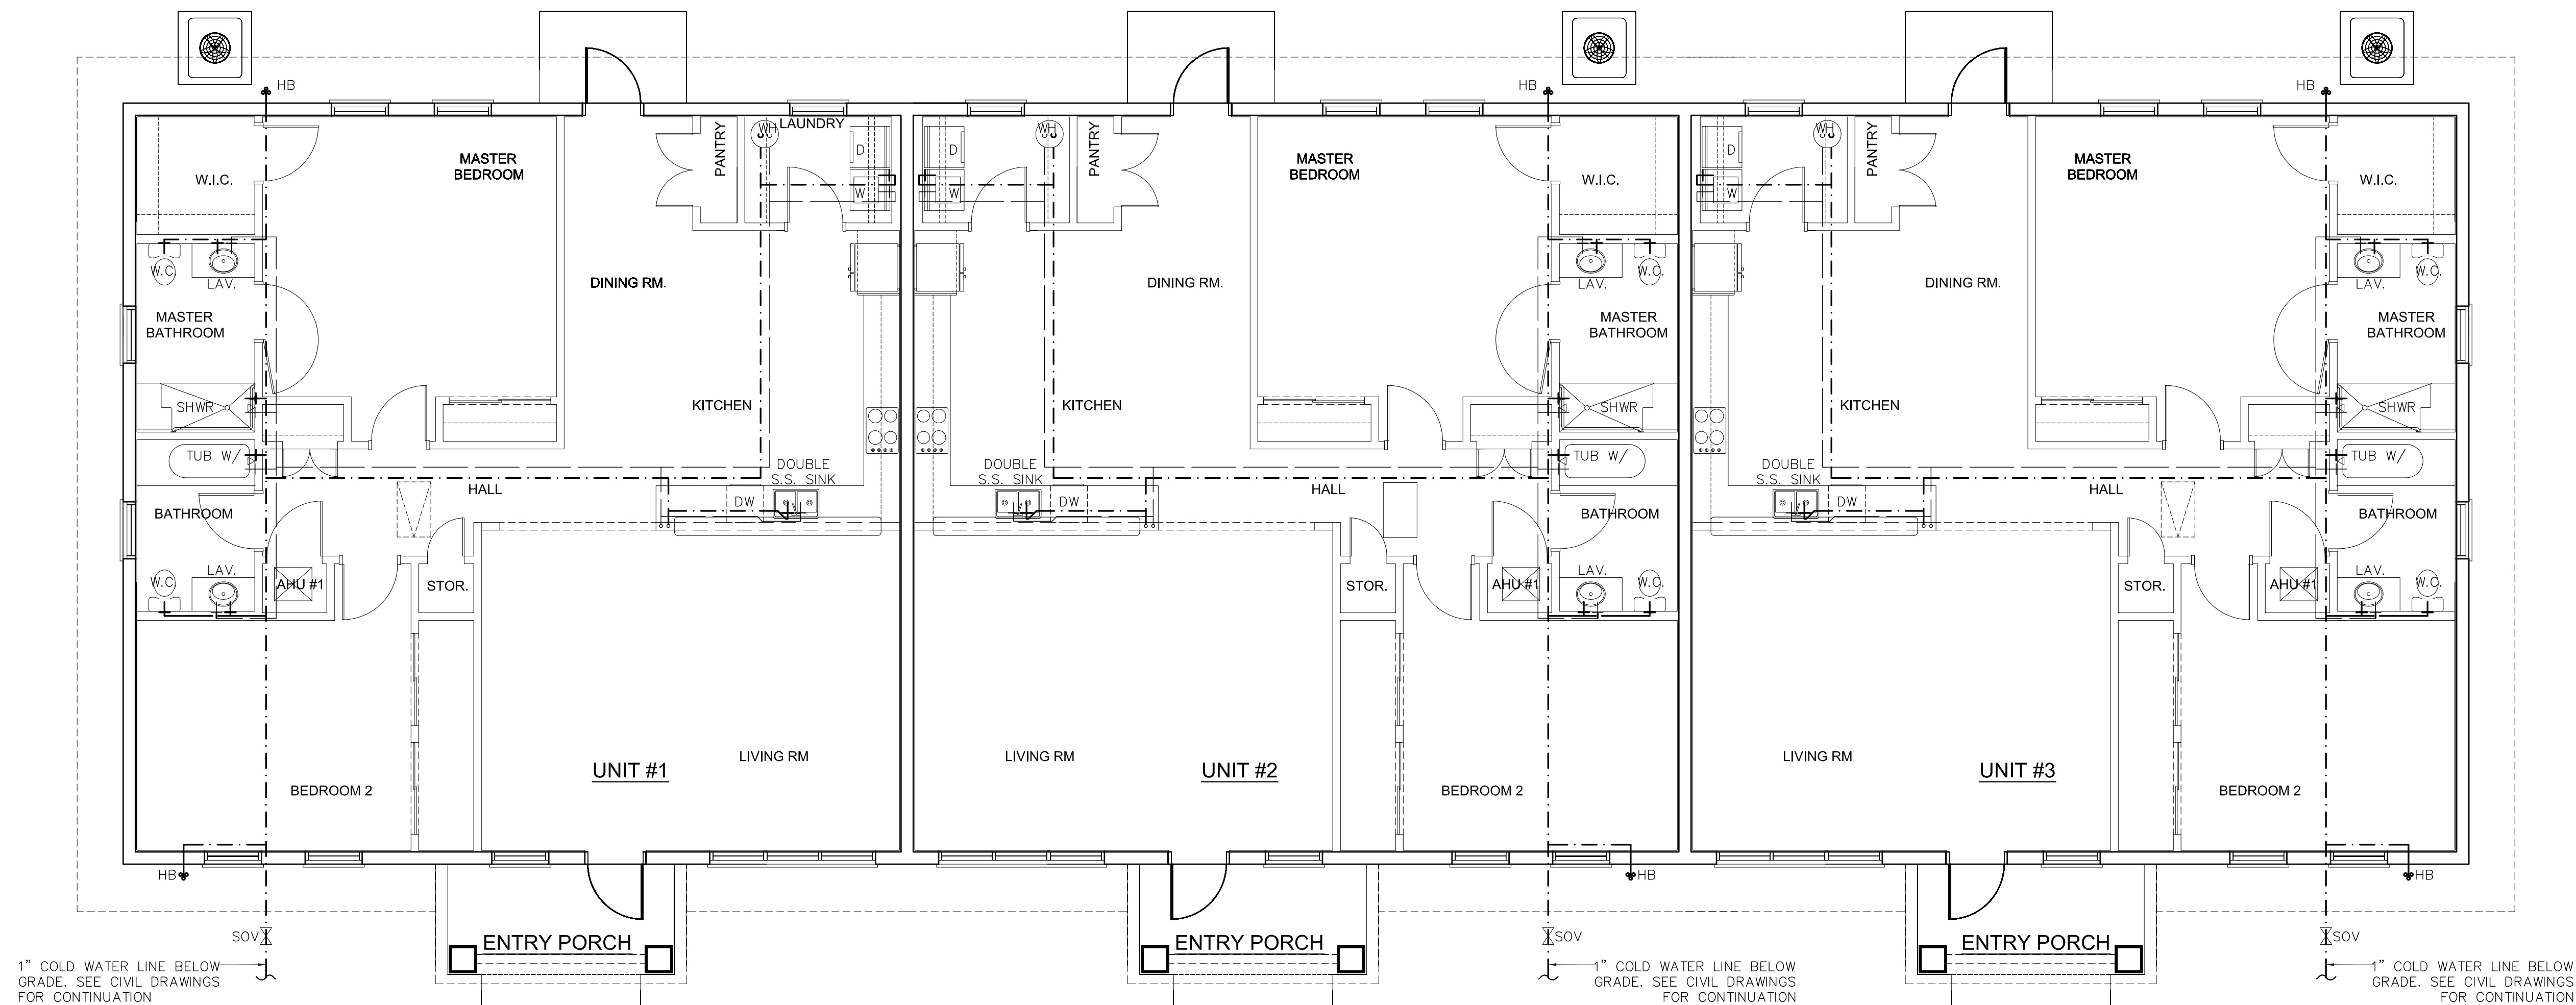 HB
HB
HB
WH
LAUNDRY
PANTRY
D
W
D
W
WH
PANTRY
D
W
WH
PANTRY
W.I.C.
MASTER
BEDROOM
MASTER
BEDROOM
W.I.C.
MASTER
BEDROOM
W.I.C.
W.C.
LAV.
DINING RM.
DINING RM.
LAV.
W.C.
DINING RM.
LAV.
W.C.
MASTER
BATHROOM
MASTER
BATHROOM
MASTER
BATHROOM
SHWR
KITCHEN
KITCHEN
SHWR
KITCHEN
SHWR
TUB W/
DOUBLE
S.S. SINK
DOUBLE
S.S. SINK
TUB W/
DOUBLE
S.S. SINK
TUB W/
HALL
DW
DW
HALL
DW
HALL
BATHROOM
BATHROOM
BATHROOM
W.C.
LAV.
AHU #1
STOR.
STOR.
AHU #1
LAV.
W.C.
STOR.
AHU #1
LAV.
W.C.
UNIT #1
LIVING RM
LIVING RM
UNIT #2
LIVING RM
UNIT #3
BEDROOM 2
BEDROOM 2
BEDROOM 2
HB
HB
HB
SOV
ENTRY PORCH
ENTRY PORCH
SOV
ENTRY PORCH
SOV
1" COLD WATER LINE BELOW
GRADE. SEE CIVIL DRAWINGS
FOR CONTINUATION
1" COLD WATER LINE BELOW
GRADE. SEE CIVIL DRAWINGS
FOR CONTINUATION
1" COLD WATER LINE BELOW
GRADE. SEE CIVIL DRAWINGS
FOR CONTINUATION